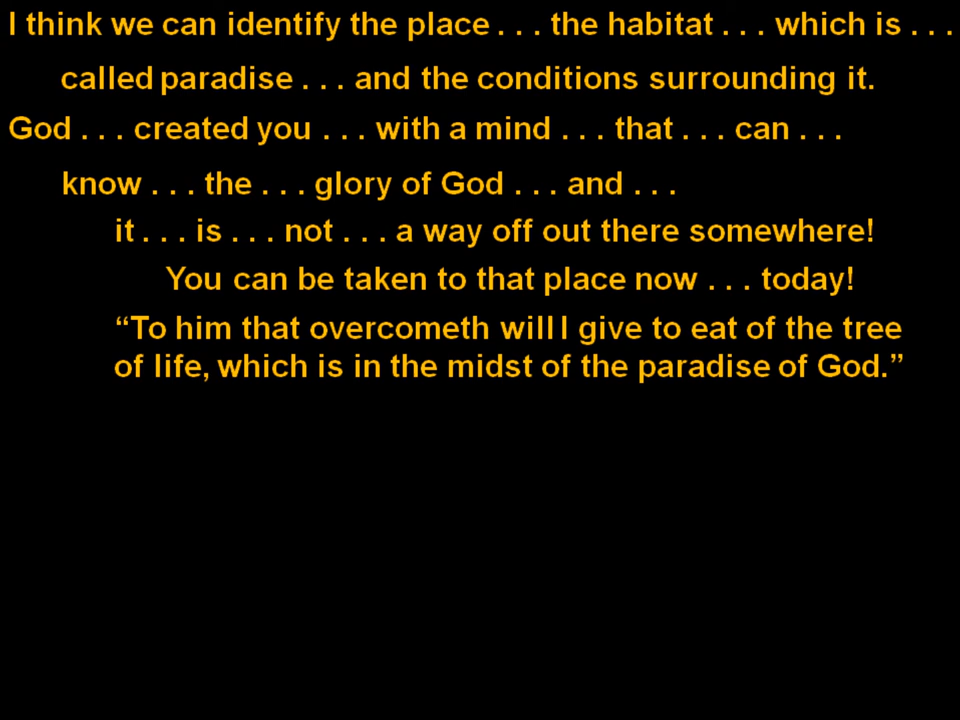 I think we can identify the place . . . the habitat . . . which is . . .
called paradise . . . and the conditions surrounding it.
God . . . created you . . . with a mind . . . that . . . can . . .
know . . . the . . . glory of God . . . and . . .
it . . . is . . . not . . . a way off out there somewhere!
You can be taken to that place now . . . today!
“To him that overcometh will I give to eat of the tree
of life, which is in the midst of the paradise of God.”